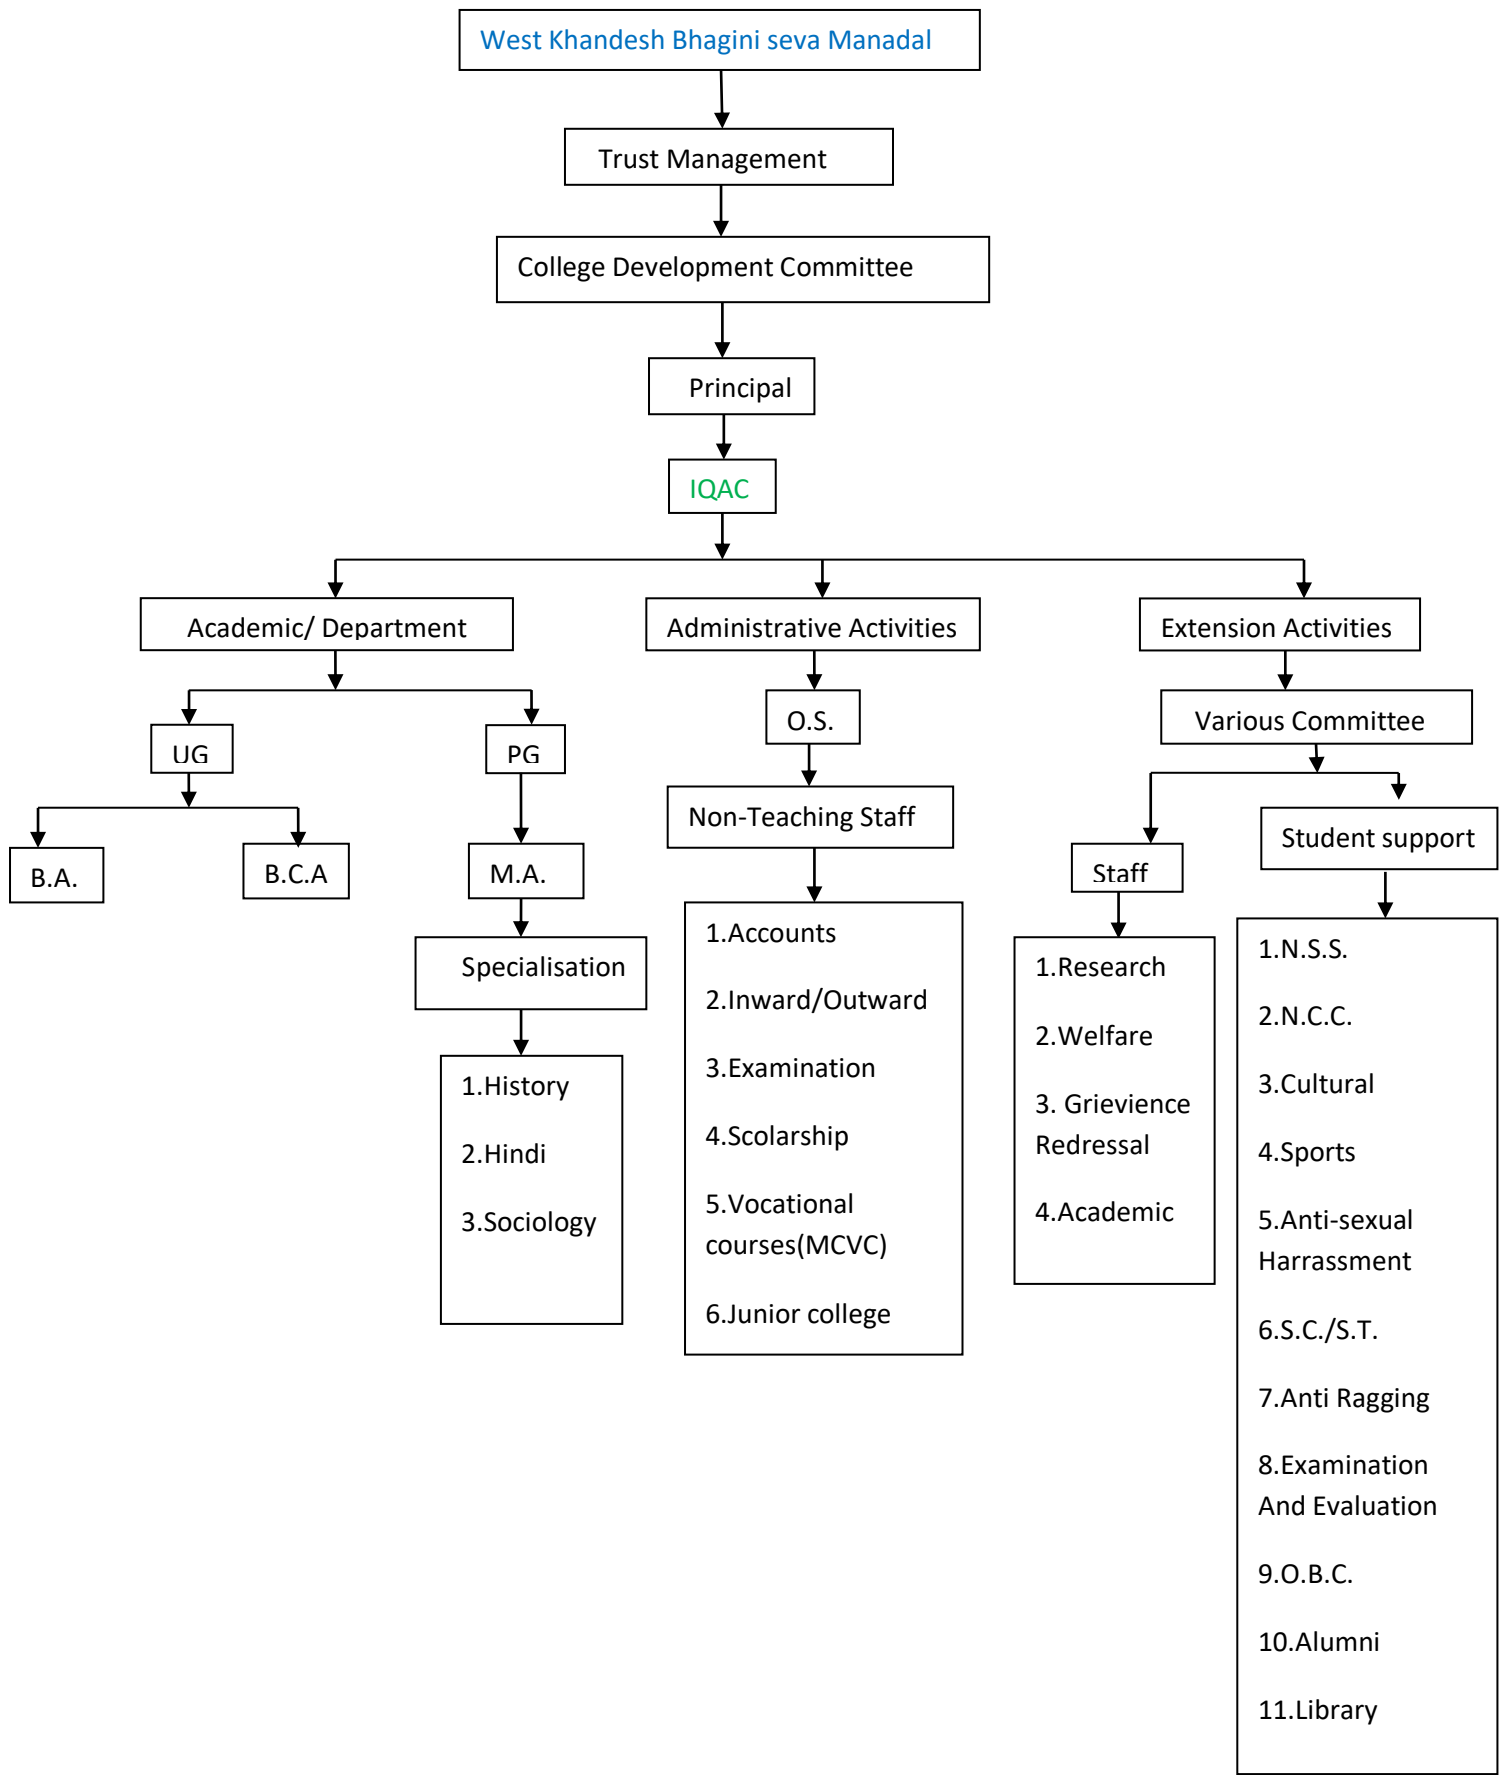 West Khandesh Bhagini seva Manadal
Trust Management
College Development Committee
Principal
IQAC
Academic/ Department
Administrative Activities
Extension Activities
UG
PG
O.S.
Various Committee
B.A.
B.C.A
M.A.
Non-Teaching Staff
Staff
Student support
Specialisation
1.History
2.Hindi
3.Sociology
1.Accounts
2.Inward/Outward
3.Examination
4.Scolarship
5.Vocational
courses(MCVC)
6.Junior college
1.Research
2.Welfare
3. Grievience
Redressal
4.Academic
1.N.S.S.
2.N.C.C.
3.Cultural
4.Sports
5.Anti-sexual
Harrassment
6.S.C./S.T.
7.Anti Ragging
8.Examination
And Evaluation
9.O.B.C.
10.Alumni
11.Library